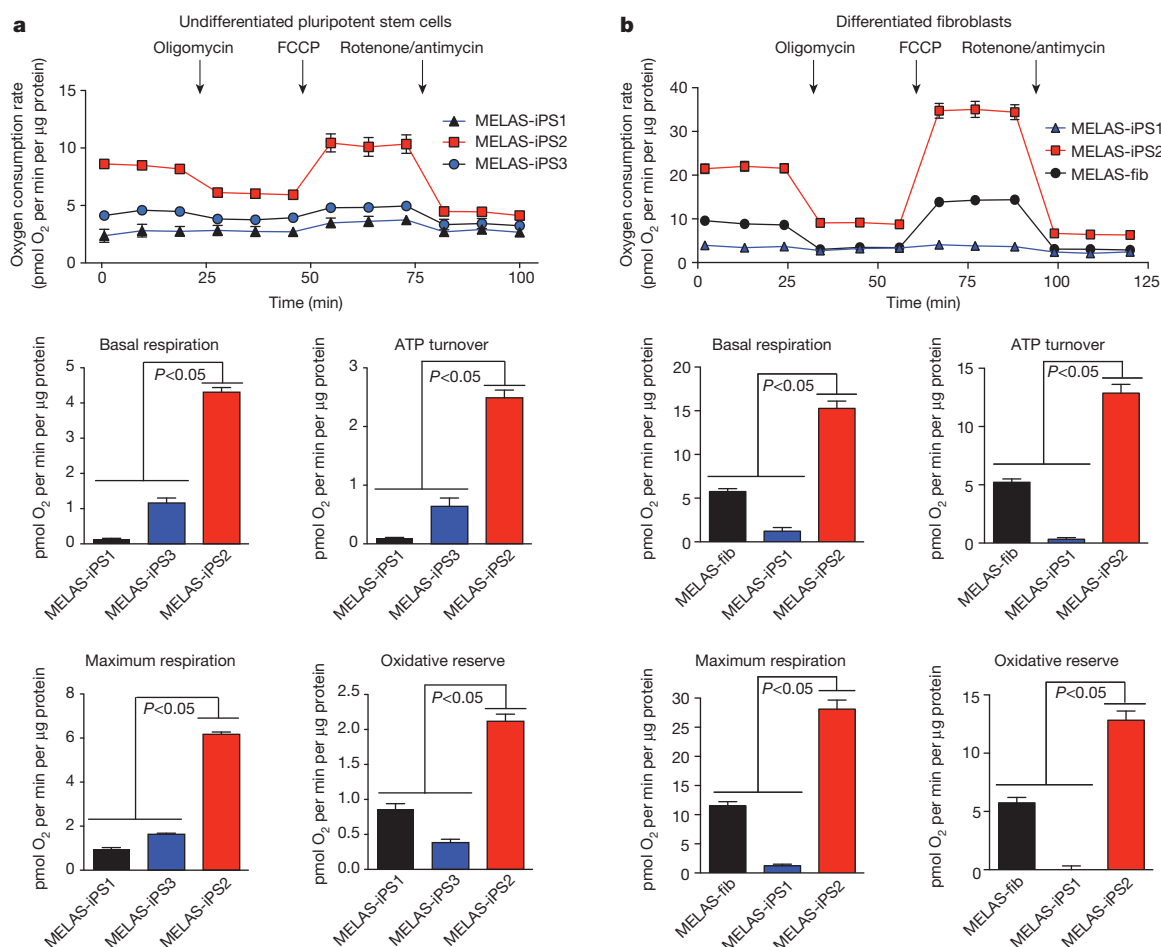 a
Undifferentiated pluripotent stem cells
Oligomycin FCCP Rotenone/antimycin
Oxygen consumption rate
(pmol O2 per min per µg protein)
15
10
5
0
MELAS-iPS1
MELAS-iPS2
MELAS-iPS3
0 25 50 75 100
Time (min)
b
Differentiated fibroblasts
Oligomycin FCCP Rotenone/antimycin
Oxygen consumption rate
(pmol O2 per min per µg protein)
40
30
20
10
0
MELAS-iPS1
MELAS-iPS2
MELAS-fib
0 25 50 75 100 125
Time (min)
Basal respiration
P<0.05
pmol O2 per min per µg protein
5
4
3
2
1
0
MELAS-iPS1
MELAS-iPS3
MELAS-iPS2
ATP turnover
P<0.05
pmol O2 per min per µg protein
3
2
1
0
MELAS-iPS1
MELAS-iPS3
MELAS-iPS2
Basal respiration
P<0.05
pmol O2 per min per µg protein
20
15
10
5
0
MELAS-fib
MELAS-iPS1
MELAS-iPS2
ATP turnover
P<0.05
pmol O2 per min per µg protein
15
10
5
0
MELAS-fib
MELAS-iPS1
MELAS-iPS2
Maximum respiration
P<0.05
pmol O2 per min per µg protein
8
6
4
2
0
MELAS-iPS1
MELAS-iPS3
MELAS-iPS2
Oxidative reserve
P<0.05
pmol O2 per min per µg protein
2.5
2.0
1.5
1.0
0.5
0.0
MELAS-iPS1
MELAS-iPS3
MELAS-iPS2
Maximum respiration
P<0.05
pmol O2 per min per µg protein
30
25
20
15
10
5
0
MELAS-fib
MELAS-iPS1
MELAS-iPS2
Oxidative reserve
P<0.05
pmol O2 per min per µg protein
15
10
5
0
MELAS-fib
MELAS-iPS1
MELAS-iPS2